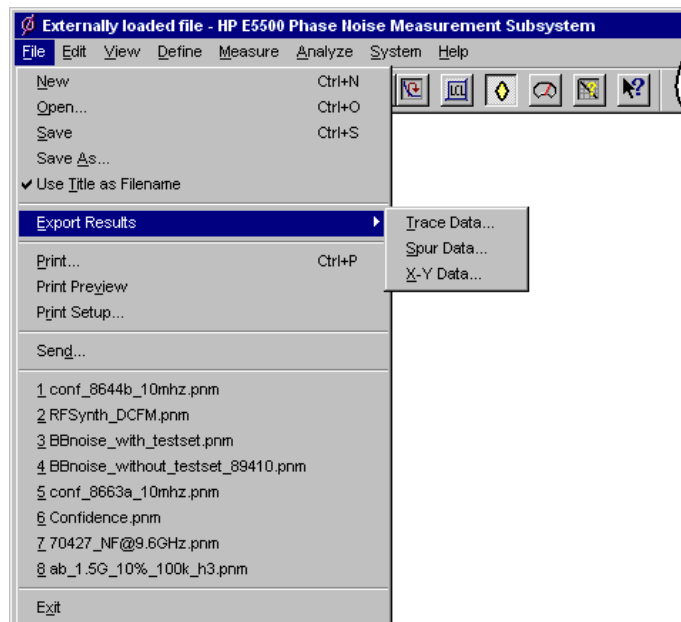 Externally loaded file - HP E5500 Phase Noise Measurement Subsystem
File Edit View Define Measure Analyze System Help
New Ctrl+N
Open... Ctrl+O
Save Ctrl+S
Save As...
Use Title as Filename
Export Results
Trace Data...
Spur Data...
X-Y Data...
Print... Ctrl+P
Print Preview
Print Setup...
Send...
1 conf_8644b_10mhz.pnm
2 RFSynth_DCFM.pnm
3 BBnoise_with_testset.pnm
4 BBnoise_without_testset_89410.pnm
5 conf_8663a_10mhz.pnm
6 Confidence.pnm
7 70427_NF@9.6GHz.pnm
8 ab_1.5G_10%_100k_h3.pnm
Exit